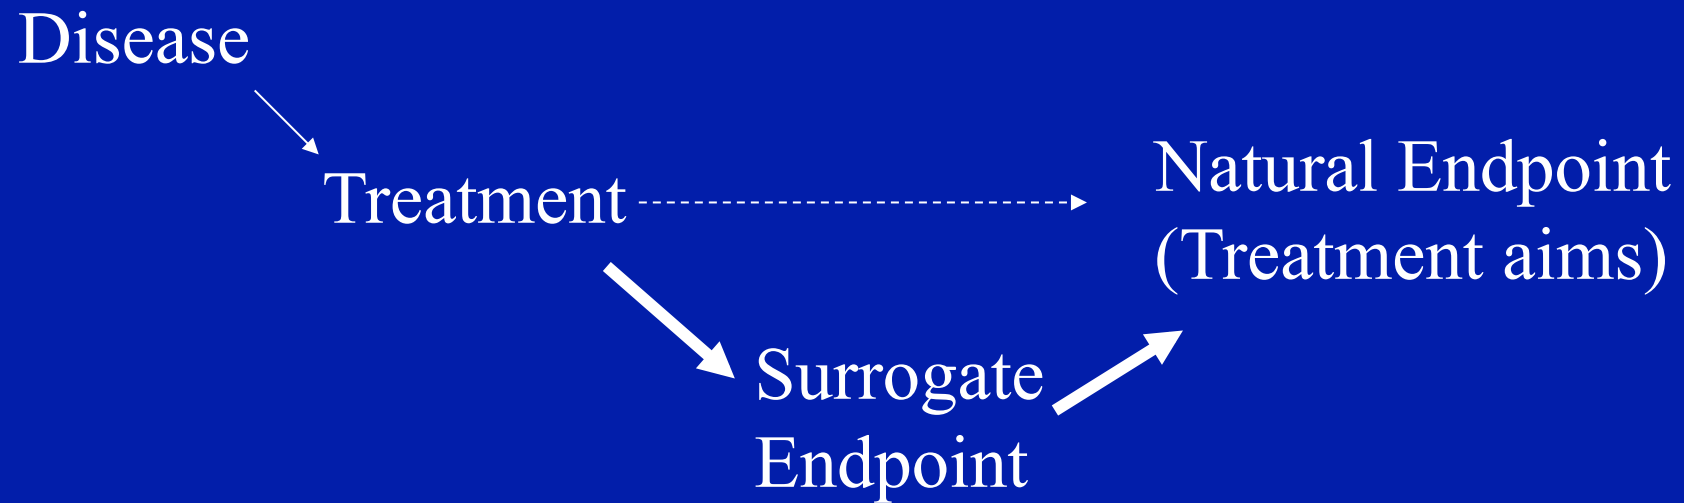 Disease
Treatment
Natural Endpoint
(Treatment aims)
Surrogate
Endpoint